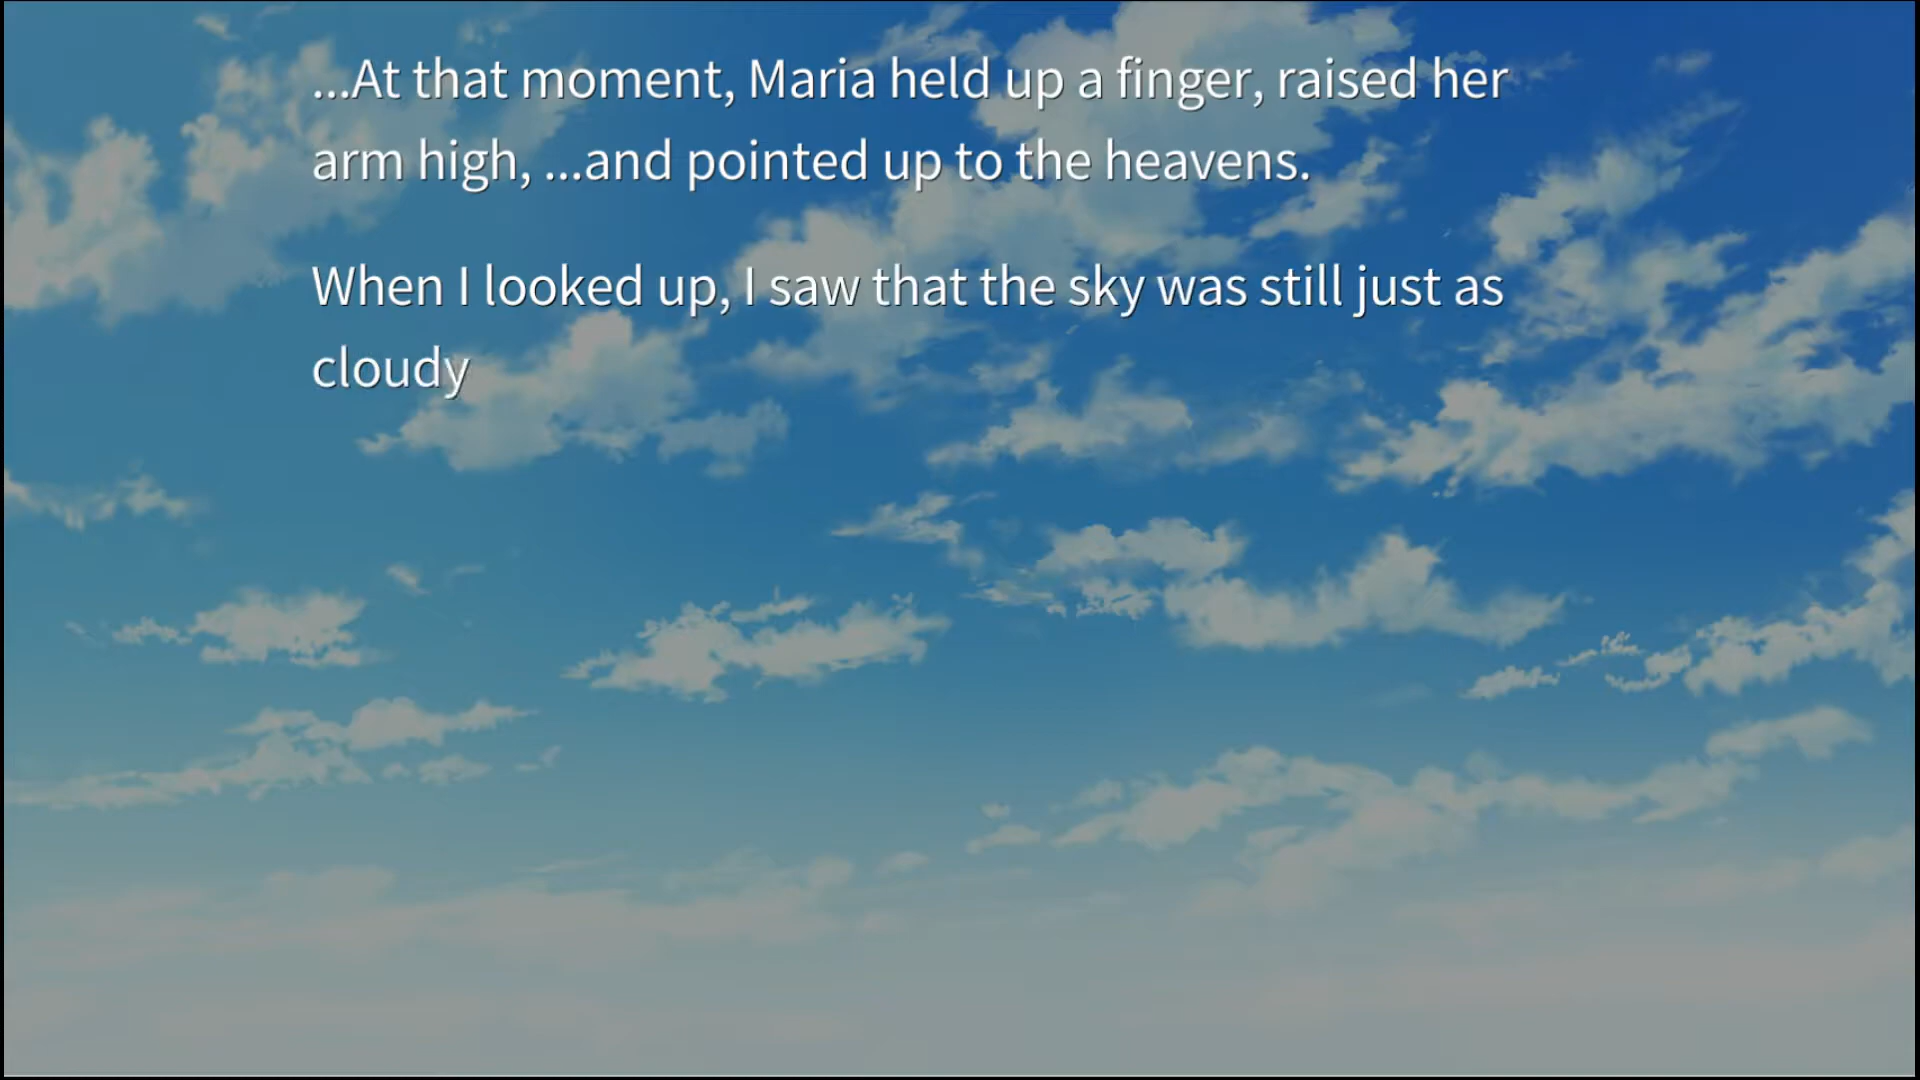 ...At that moment, Maria held up a finger, raised her
arm high, ...and pointed up to the heavens.
When I looked up, I saw that the sky was still just as
cloudy